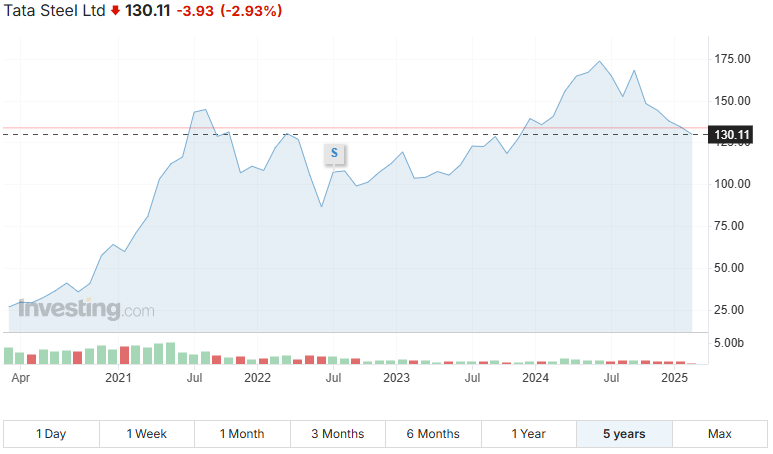 Tata Steel Ltd 130.11 -3.93 (-2.93%)
175.00
150.00
130.11
125.00
S
100.00
75.00
50.00
Investing.com
25.00
5.00b
Apr 2021 Jul 2022 Jul 2023 Jul 2024 Jul 2025
1 Day 1 Week 1 Month 3 Months 6 Months 1 Year 5 years Max